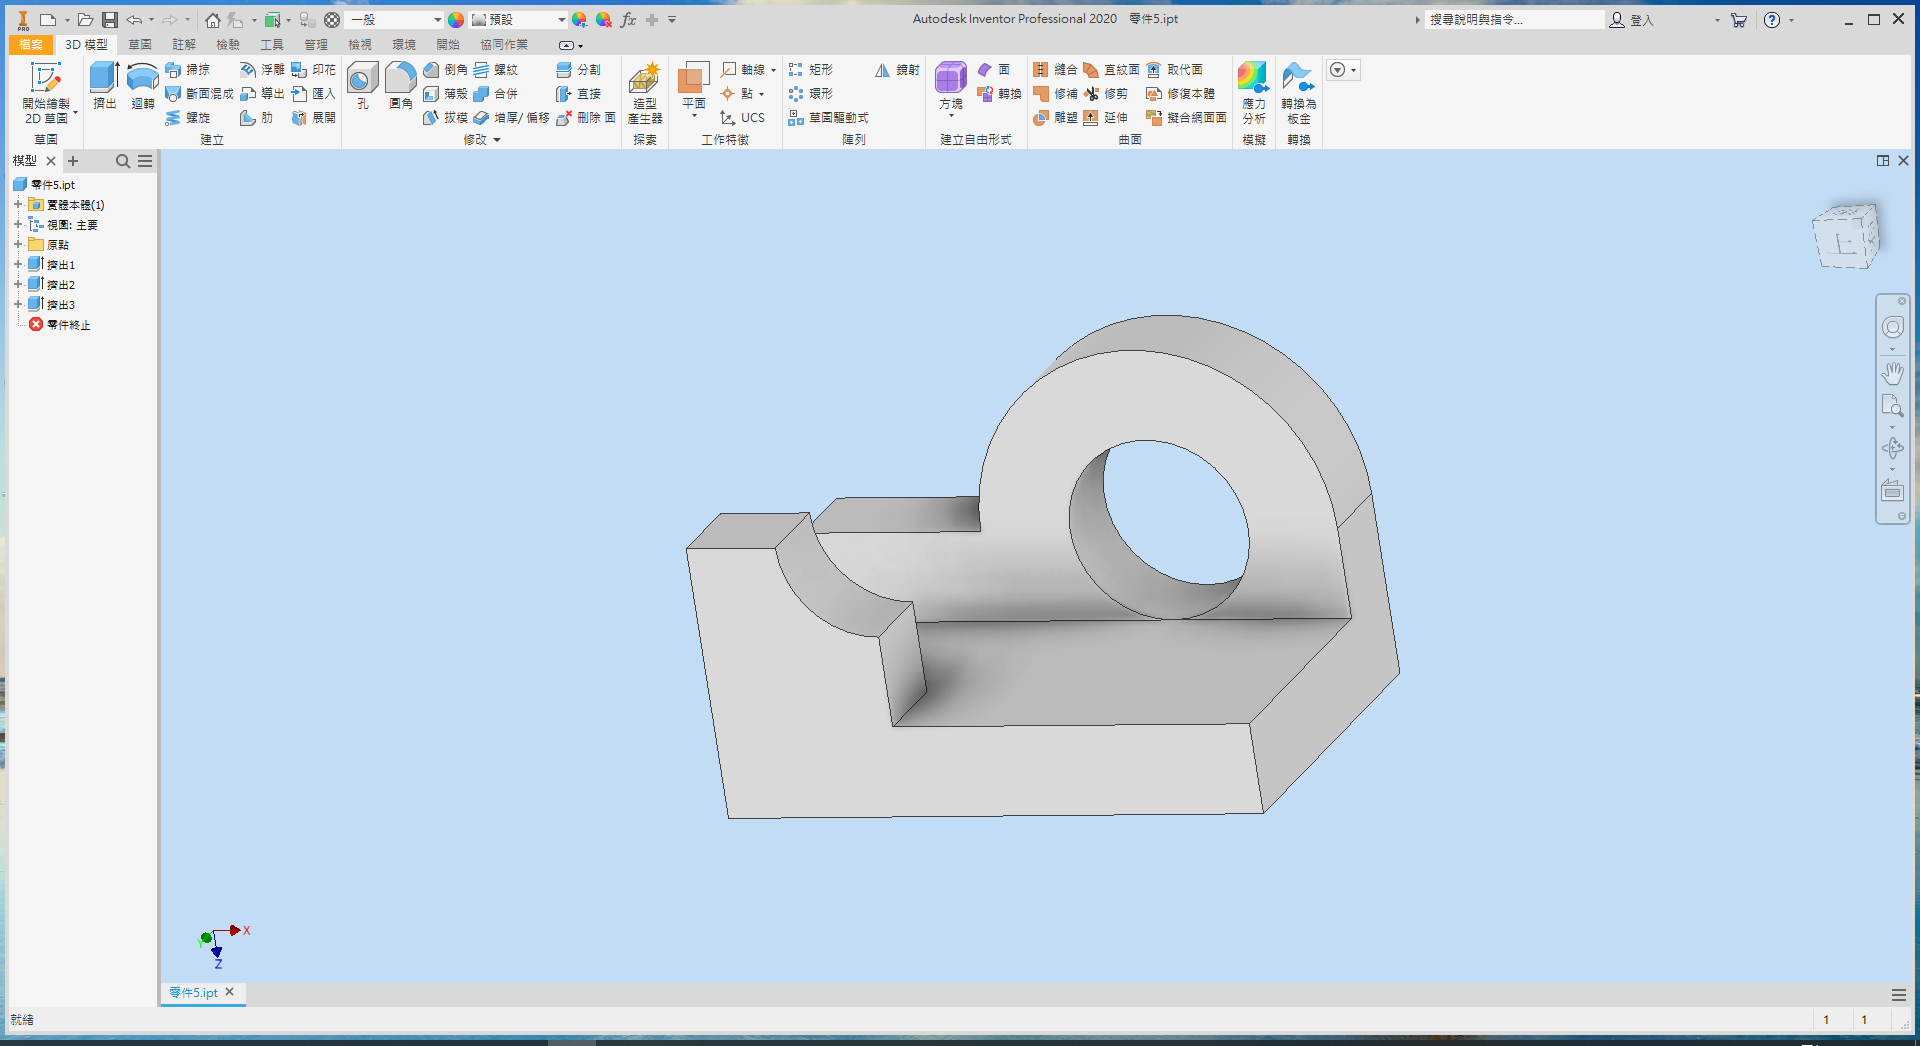 PRO
一般
預設
fx
Autodesk Inventor Professional 2020 零件5.ipt
搜尋說明與指令...
登入
檔案 3D 模型 草圖 註解 檢驗 工具 管理 檢視 環境 開始 協同作業
開始繪製
2D 草圖
草圖
擠出
迴轉
掃掠
斷面混成
螺旋
浮雕
導出
肋
印花
匯入
展開
建立
孔
圓角
倒角
薄殼
拔模
螺紋
合併
增厚/ 偏移
分割
直接
刪除 面
修改
造型
產生器
探索
平面
軸線
點
UCS
工作特徵
矩形
環形
草圖驅動式
鏡射
陣列
方塊
面
轉換
建立自由形式
縫合
修補
雕塑
直紋面
修剪
延伸
取代面
修復本體
擬合網面面
曲面
應力
分析
模擬
轉換為
板金
轉換
模型
零件5.ipt
實體本體(1)
視圖: 主要
原點
擠出1
擠出2
擠出3
零件終止
上
X
Y
Z
零件5.ipt
就緒
1 1